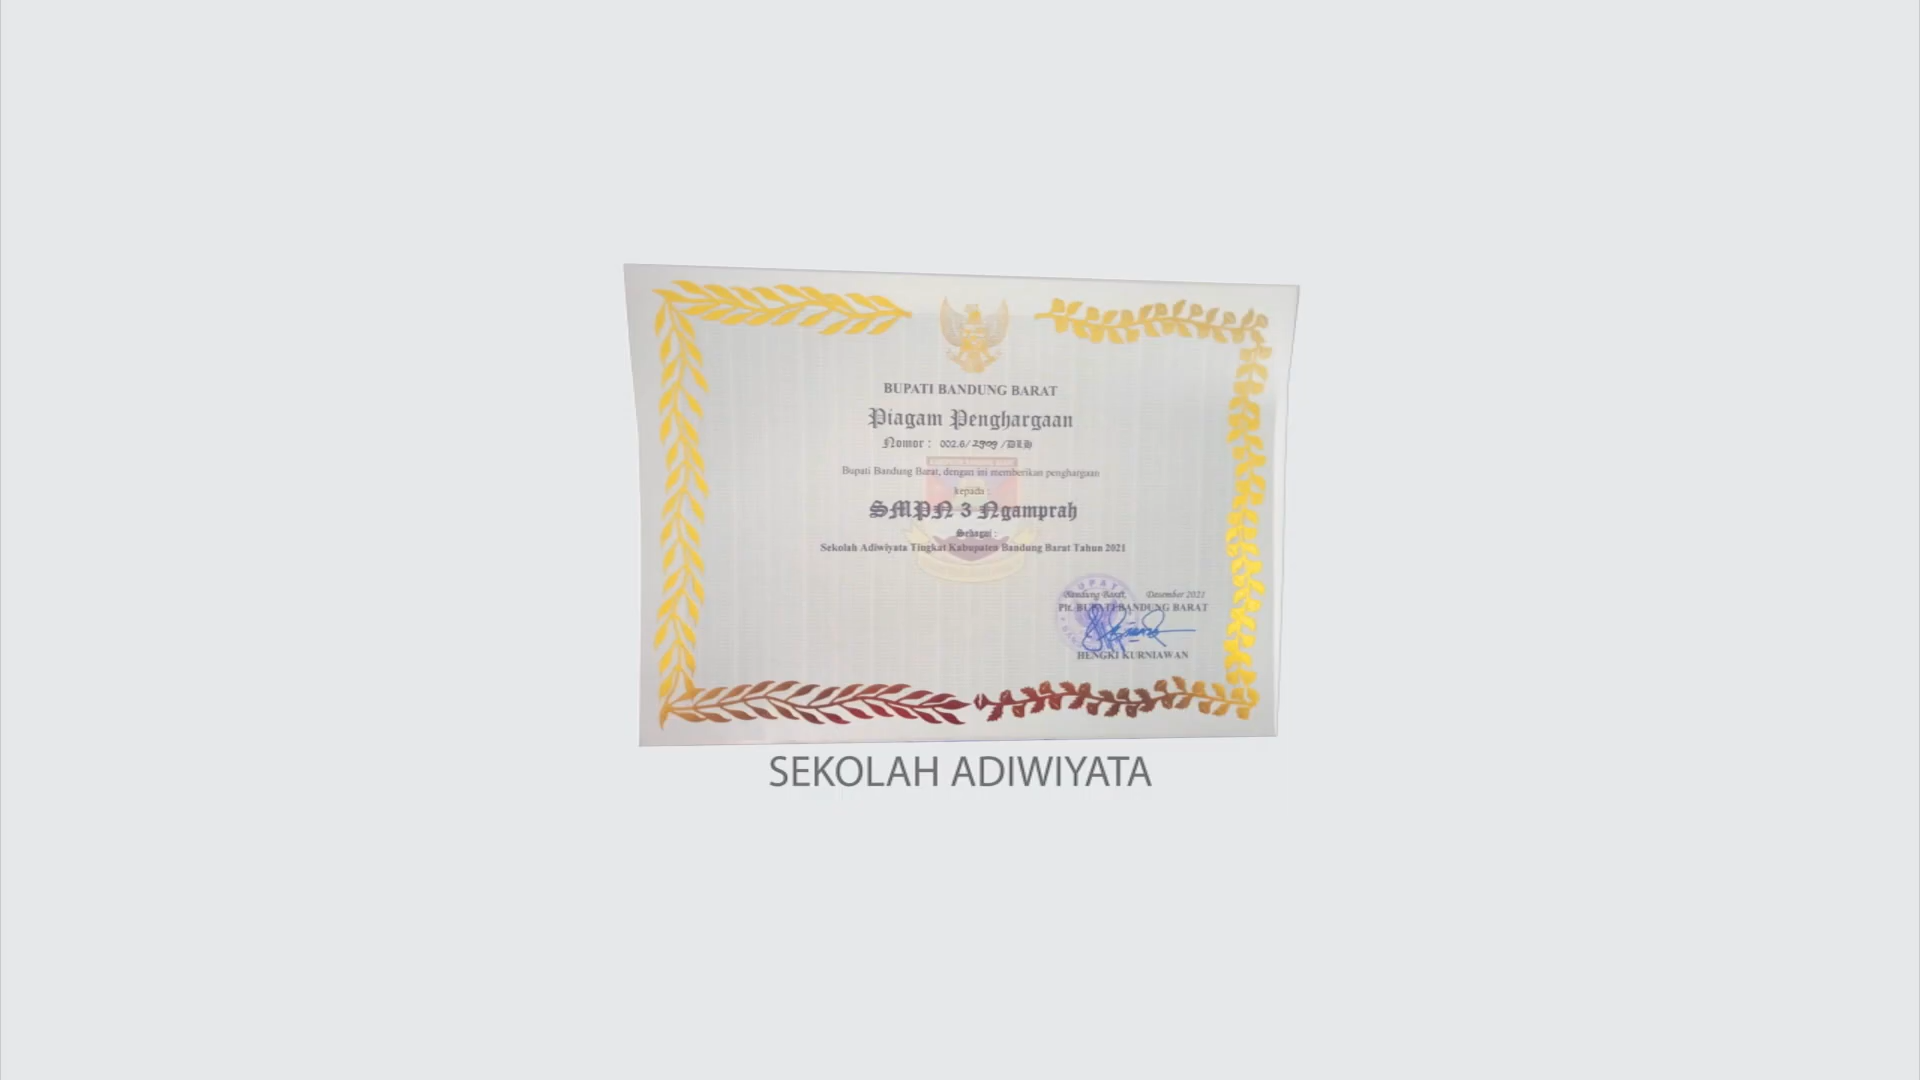 BUPATI BANDUNG BARAT
Piagam Penghargaan
Nomor : 002.6/2909/DLH
Bupati Bandung Barat, dengan ini memberikan penghargaan
kepada :
SMPN 3 Ngamprah
Sebagai :
Sekolah Adiwiyata Tingkat Kabupaten Bandung Barat Tahun 2021
Bandung Barat, Desember 2021
Plt. BUPATI BANDUNG BARAT
HENGKI KURNIAWAN
SEKOLAH ADIWIYATA